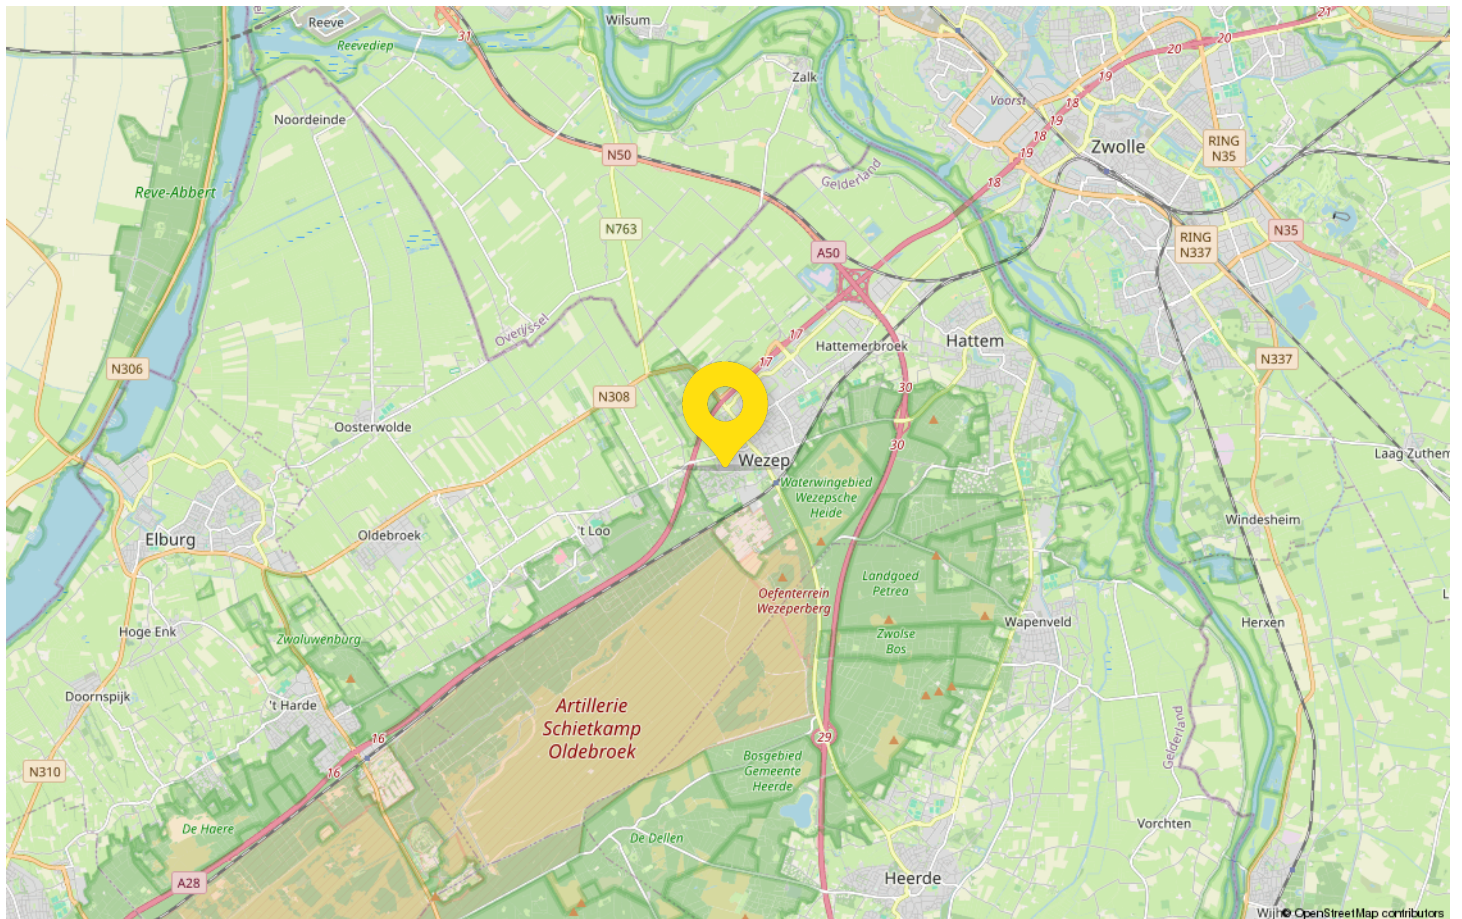 Reeve
Wilsum
21
31
Reevediep
20
20
Zalk
19
Voorst
18
Noordeinde
19
18
Zwolle
RING
N35
N50
19
Gelderland
18
Reve-Abbert
N763
N35
RING
N337
A50
Overijssel
17
Hattem
Hattemerbroek
17
N337
N306
30
N308
Oosterwolde
30
Laag Zuthem
Wezep
Waterwingebied
Wezepsche
Heide
Windesheim
't Loo
Oldebroek
Elburg
Landgoed
Petrea
Oefenterrein
Wezeperberg
L
Hoge Enk
Zwaluwenburg
Zwolse
Bos
Wapenveld
Herxen
Doornspijk
't Harde
Artillerie
Schietkamp
Oldebroek
Gelderland
16
29
16
N310
Bosgebied
Gemeente
Heerde
De Haere
De Dellen
Vorchten
A28
Heerde
Wijh
© OpenStreetMap contributors